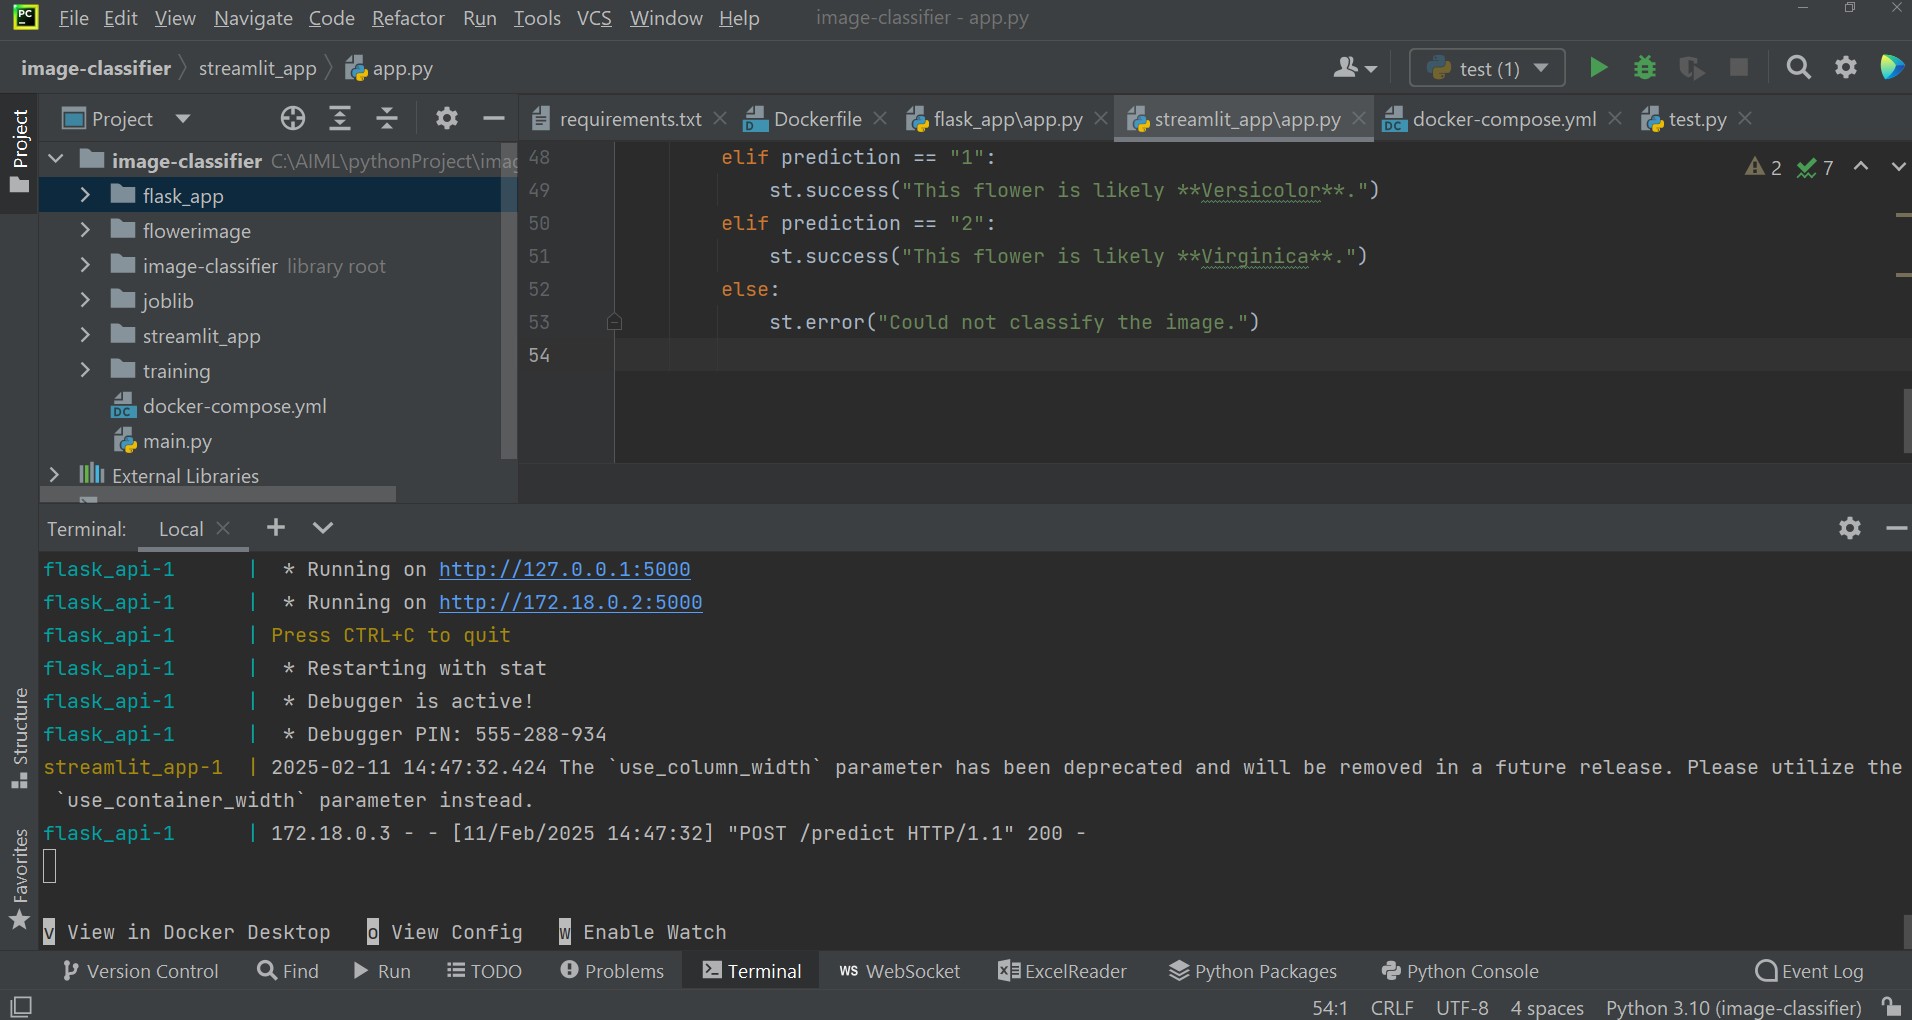 PC File Edit View Navigate Code Refactor Run Tools VCS Window Help image-classifier - app.py
image-classifier streamlit_app app.py test (1)
Project requirements.txt Dockerfile flask_app\app.py streamlit_app\app.py docker-compose.yml test.py
Project
image-classifier C:\AIML\pythonProject\imag
flask_app
flowerimage
image-classifier library root
joblib
streamlit_app
training
docker-compose.yml
main.py
External Libraries
48 elif prediction == "1":
49 st.success("This flower is likely **Versicolor**.")
50 elif prediction == "2":
51 st.success("This flower is likely **Virginica**.")
52 else:
53 st.error("Could not classify the image.")
54
2 7
Terminal: Local
flask_api-1 | * Running on http://127.0.0.1:5000
flask_api-1 | * Running on http://172.18.0.2:5000
flask_api-1 | Press CTRL+C to quit
flask_api-1 | * Restarting with stat
flask_api-1 | * Debugger is active!
flask_api-1 | * Debugger PIN: 555-288-934
streamlit_app-1 | 2025-02-11 14:47:32.424 The `use_column_width` parameter has been deprecated and will be removed in a future release. Please utilize the
`use_container_width` parameter instead.
flask_api-1 | 172.18.0.3 - - [11/Feb/2025 14:47:32] "POST /predict HTTP/1.1" 200 -
v View in Docker Desktop o View Config w Enable Watch
Structure
Favorites
Version Control Find Run TODO Problems Terminal WS WebSocket ExcelReader Python Packages Python Console Event Log
54:1 CRLF UTF-8 4 spaces Python 3.10 (image-classifier)